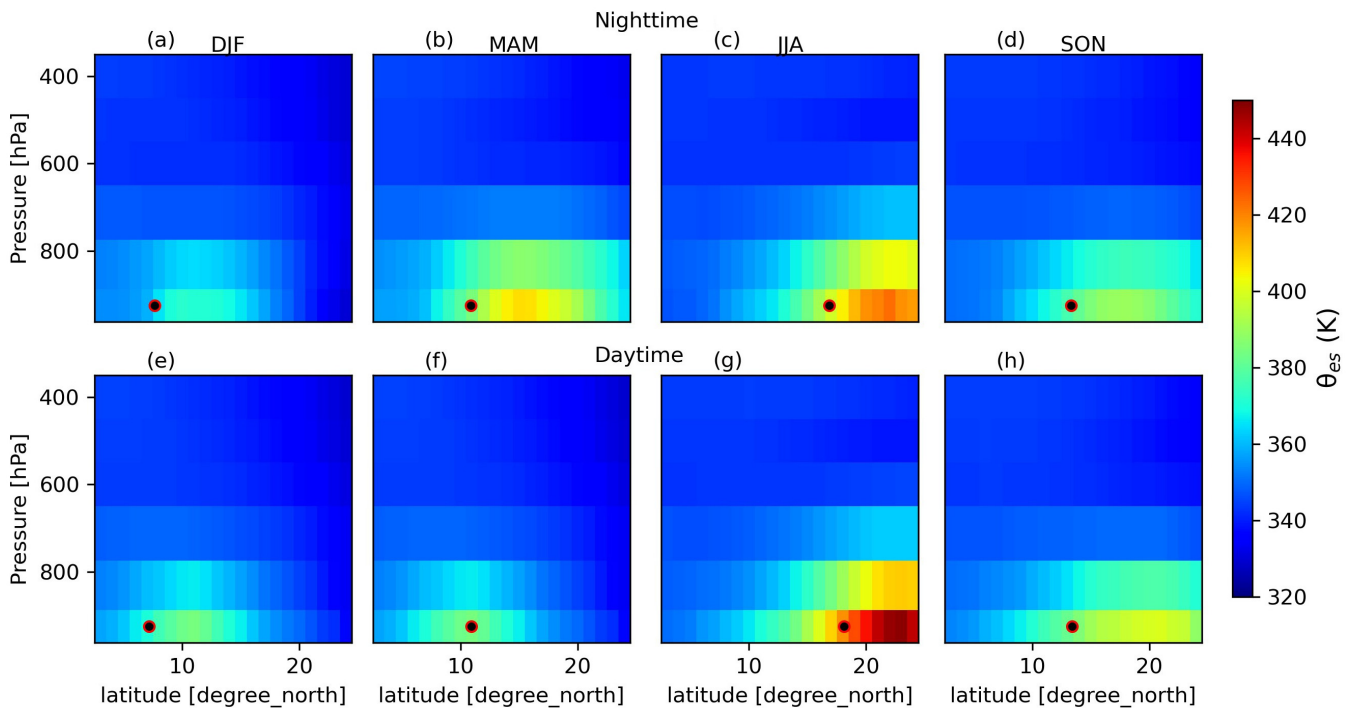 Nighttime
(a) DJF (b) MAM (c) JJA (d) SON
400
600
800
Pressure [hPa]
Daytime
(e) (f) (g) (h)
400
600
800
Pressure [hPa]
10 20 10 20 10 20 10 20
latitude [degree_north] latitude [degree_north] latitude [degree_north] latitude [degree_north]
440
420
400
380
360
340
320
θes (K)